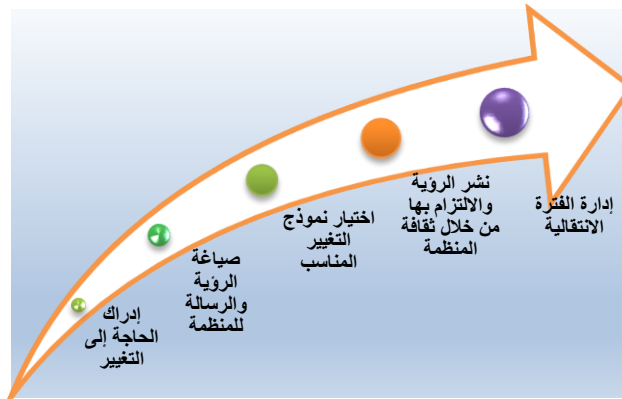 إدراك
الحاجة إلى
التغيير
صياغة
الرؤية
والرسالة
للمنظمة
اختيار نموذج
التغيير
المناسب
نشر الرؤية
والالتزام بها
من خلال ثقافة
المنظمة
إدارة الفترة
الانتقالية